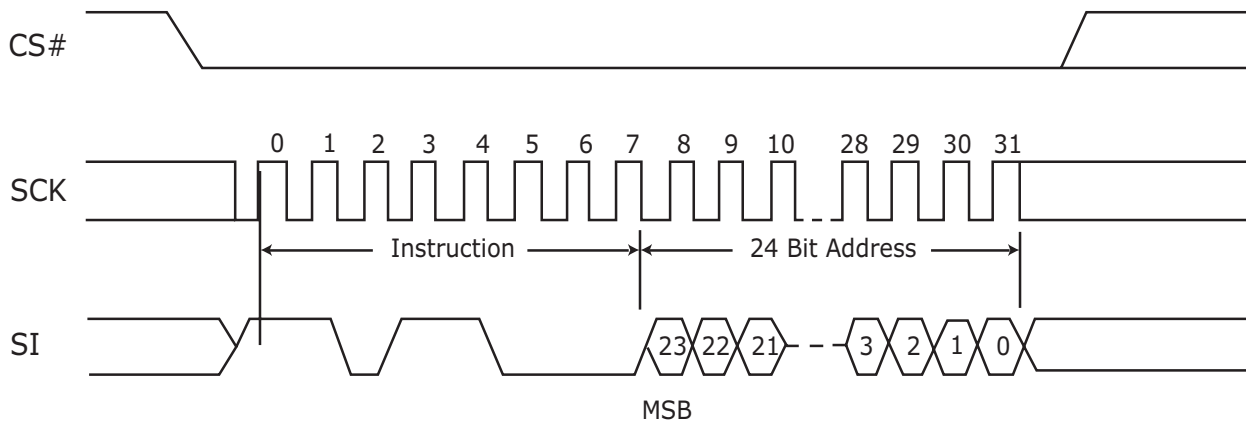 CS#
0 1 2 3 4 5 6 7 8 9 10 28 29 30 31
SCK
Instruction 24 Bit Address
SI
23 22 21 3 2 1 0
MSB